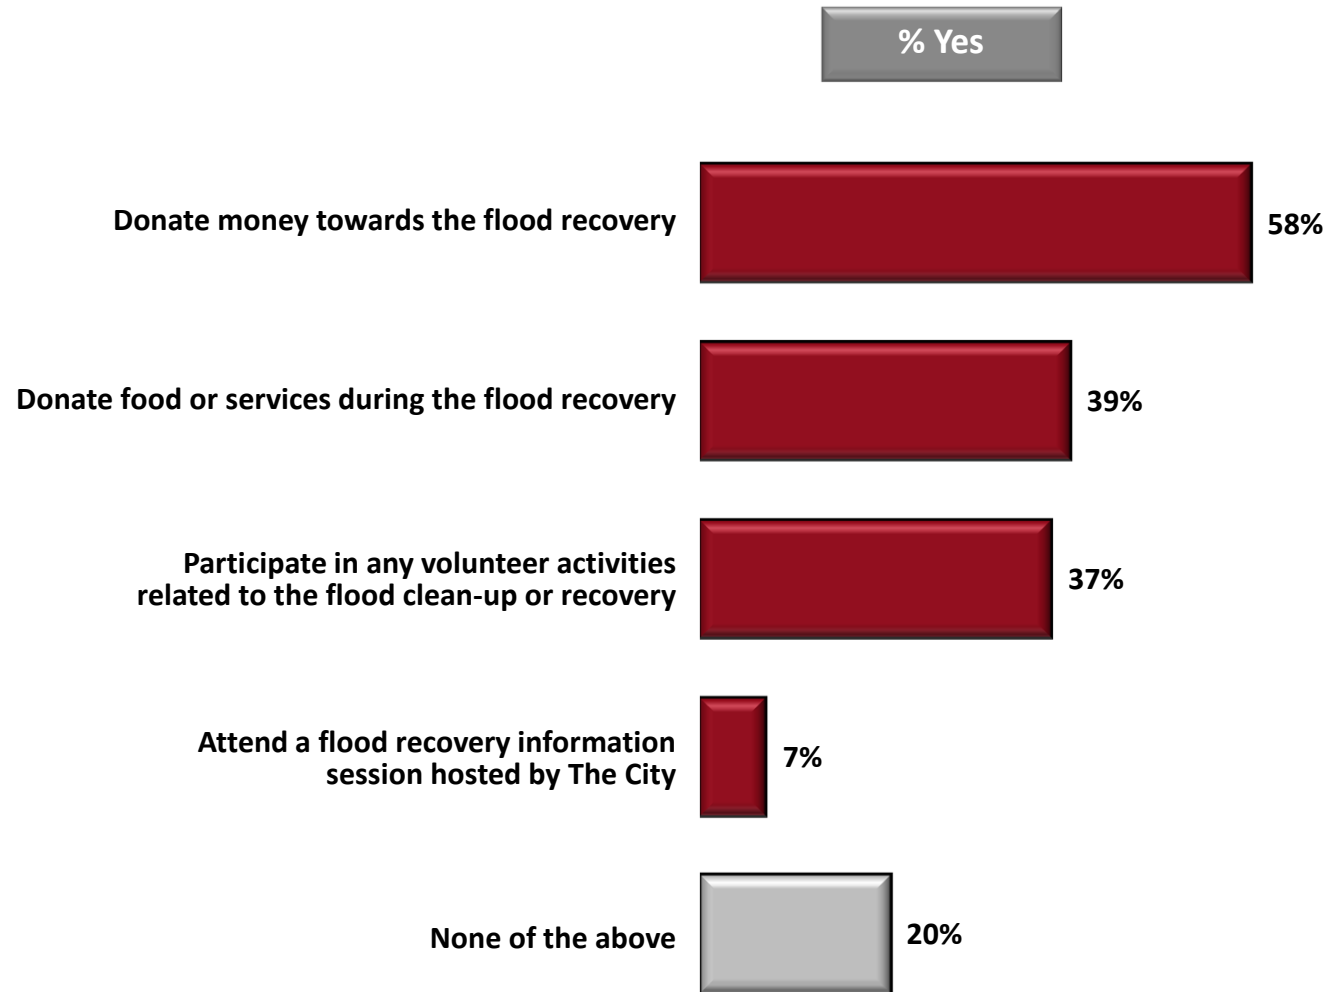 % Yes
Donate money towards the flood recovery
58%
Donate food or services during the flood recovery
39%
Participate in any volunteer activities
related to the flood clean-up or recovery
37%
Attend a flood recovery information
session hosted by The City
7%
None of the above
20%